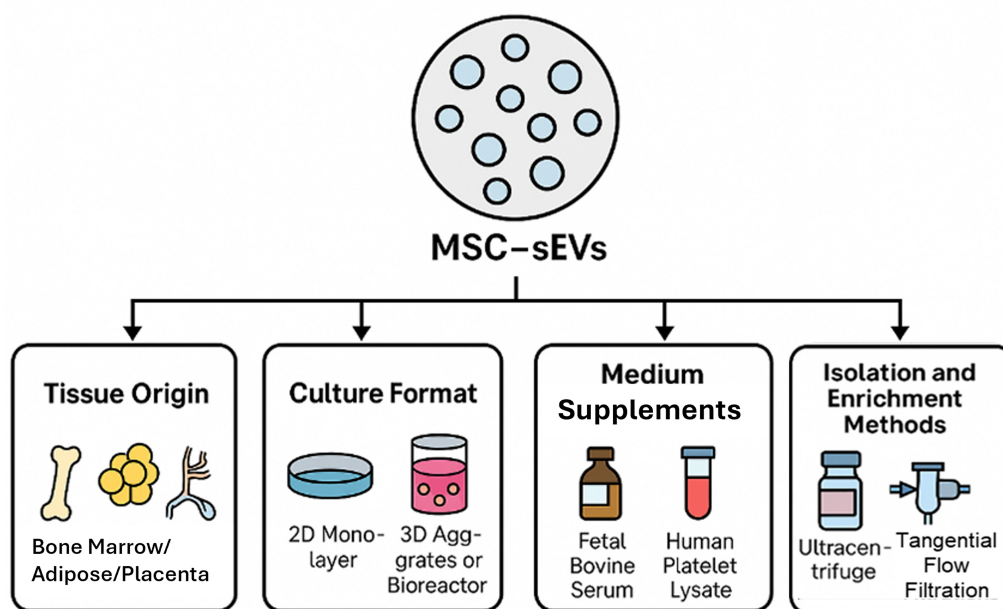 MSC–sEVs
Tissue Origin
Bone Marrow/
Adipose/Placenta
Culture Format
2D Mono-
layer
3D Agg-
grates or
Bioreactor
Medium
Supplements
Fetal
Bovine
Serum
Human
Platelet
Lysate
Isolation and
Enrichment
Methods
Ultracen-
trifuge
Tangential
Flow
Filtration